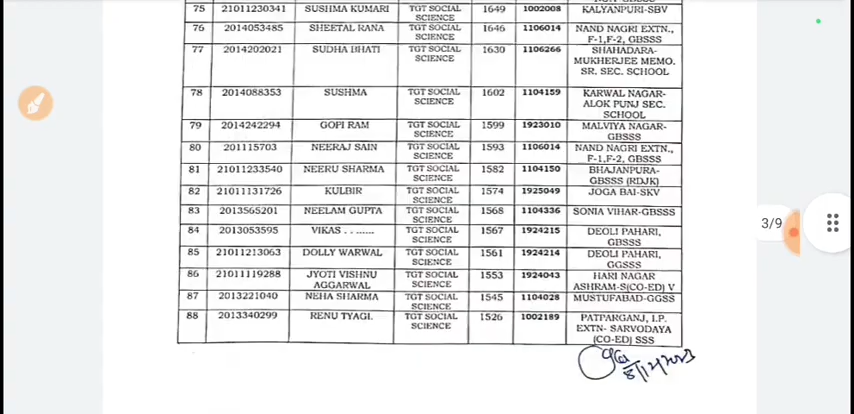 75 21011230341 SUSHMA KUMARI TGT SOCIAL SCIENCE 1649 1002008 KALYANPURI-SBV
76 2014053485 SHEETAL RANA TGT SOCIAL SCIENCE 1646 1106014 NAND NAGRI EXTN., F-1,F-2, GBSSS
77 2014202021 SUDHA BHATI TGT SOCIAL SCIENCE 1630 1106266 SHAHADARA- MUKHERJEE MEMO. SR. SEC. SCHOOL
78 2014088353 SUSHMA TGT SOCIAL SCIENCE 1602 1104159 KARWAL NAGAR- ALOK PUNJ SEC. SCHOOL
79 2014242294 GOPI RAM TGT SOCIAL SCIENCE 1599 1923010 MALVIYA NAGAR- GBSSS
80 201115703 NEERAJ SAIN TGT SOCIAL SCIENCE 1593 1106014 NAND NAGRI EXTN., F-1,F-2, GBSSS
81 21011233540 NEERU SHARMA TGT SOCIAL SCIENCE 1582 1104150 BHAJANPURA- GBSSS (RDJK)
82 21011131726 KULBIR TGT SOCIAL SCIENCE 1574 1925049 JOGA BAI-SKV
83 2013565201 NEELAM GUPTA TGT SOCIAL SCIENCE 1568 1104336 SONIA VIHAR-GBSSS
84 2013053595 VIKAS . ....... TGT SOCIAL SCIENCE 1567 1924215 DEOLI PAHARI, GBSSS
85 21011213063 DOLLY WARWAL TGT SOCIAL SCIENCE 1561 1924214 DEOLI PAHARI, GGSSS
86 21011119288 JYOTI VISHNU AGGARWAL TGT SOCIAL SCIENCE 1553 1924043 HARI NAGAR ASHRAM-S(CO-ED) V
87 2013221040 NEHA SHARMA TGT SOCIAL SCIENCE 1545 1104028 MUSTUFABAD-GGSS
88 2013340299 RENU TYAGI. TGT SOCIAL SCIENCE 1526 1002189 PATPARGANJ, I.P. EXTN- SARVODAYA (CO-ED) SSS
8/12/2023
3/9